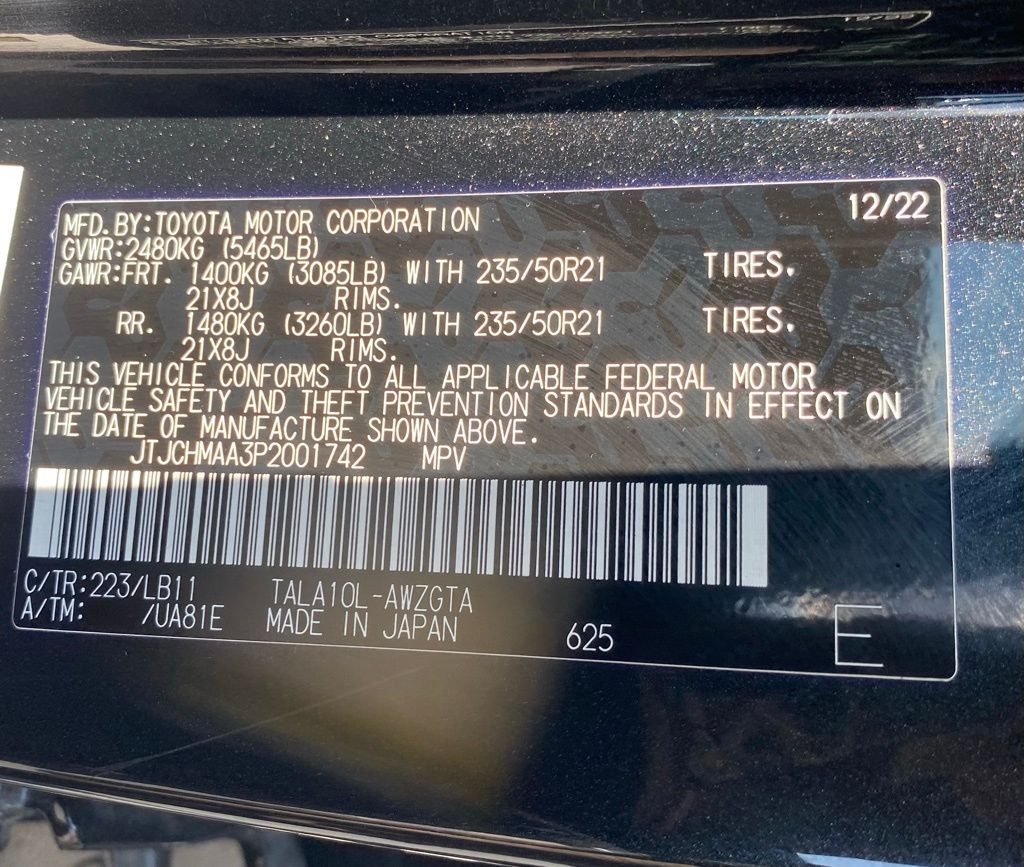 12/22
MFD.BY:TOYOTA MOTOR CORPORATION
GVWR:2480KG (5465LB)
GAWR:FRT. 1400KG (3085LB) WITH 235/50R21 TIRES.
21X8J RIMS.
RR. 1480KG (3260LB) WITH 235/50R21 TIRES.
21X8J RIMS.
THIS VEHICLE CONFORMS TO ALL APPLICABLE FEDERAL MOTOR
VEHICLE SAFETY AND THEFT PREVENTION STANDARDS IN EFFECT ON
THE DATE OF MANUFACTURE SHOWN ABOVE.
JTJCHMAA3P2001742 MPV
C/TR:223/LB11 TALA10L-AWZGTA
A/TM: /UA81E MADE IN JAPAN 625 E